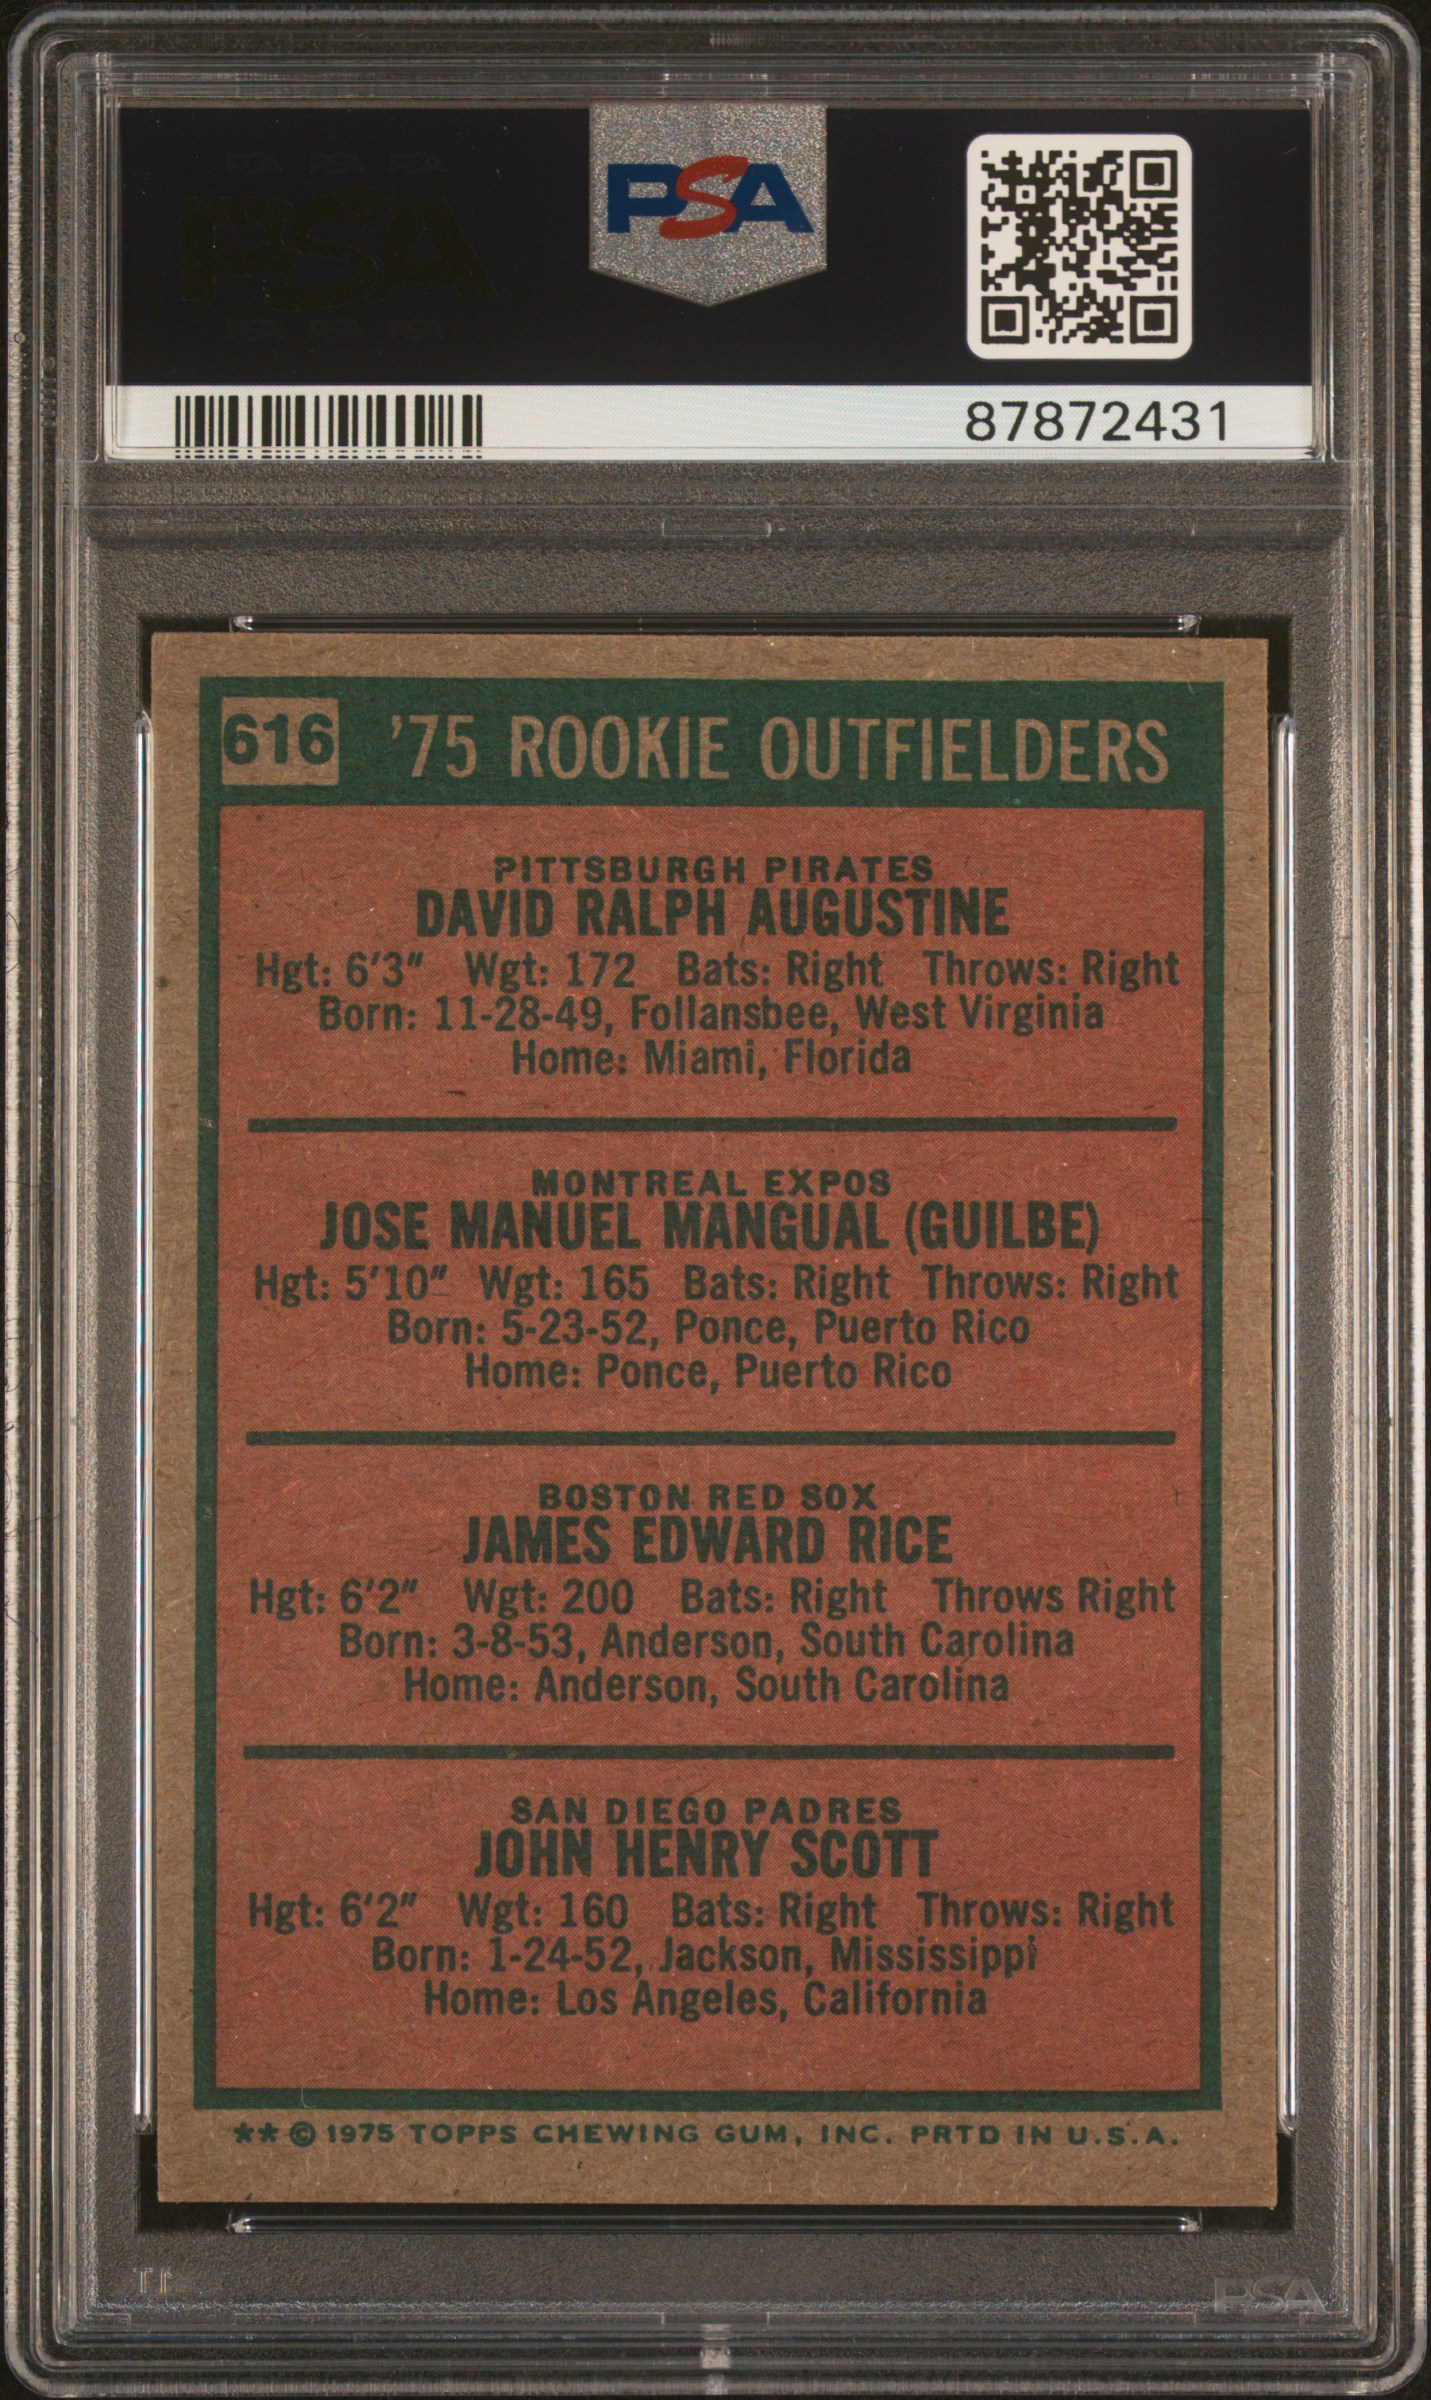 PSA
PSA
87872431
616 '75 ROOKIE OUTFIELDERS
PITTSBURGH PIRATES
DAVID RALPH AUGUSTINE
Hgt: 6'3" Wgt: 172 Bats: Right Throws: Right
Born: 11-28-49, Follansbee, West Virginia
Home: Miami, Florida
MONTREAL EXPOS
JOSE MANUEL MANGUAL (GUILBE)
Hgt: 5'10" Wgt: 165 Bats: Right Throws: Right
Born: 5-23-52, Ponce, Puerto Rico
Home: Ponce, Puerto Rico
BOSTON RED SOX
JAMES EDWARD RICE
Hgt: 6'2" Wgt: 200 Bats: Right Throws Right
Born: 3-8-53, Anderson, South Carolina
Home: Anderson, South Carolina
SAN DIEGO PADRES
JOHN HENRY SCOTT
Hgt: 6'2" Wgt: 160 Bats: Right Throws: Right
Born: 1-24-52, Jackson, Mississippi
Home: Los Angeles, California
** © 1975 TOPPS CHEWING GUM, INC. PRTD IN U.S.A.
PSA